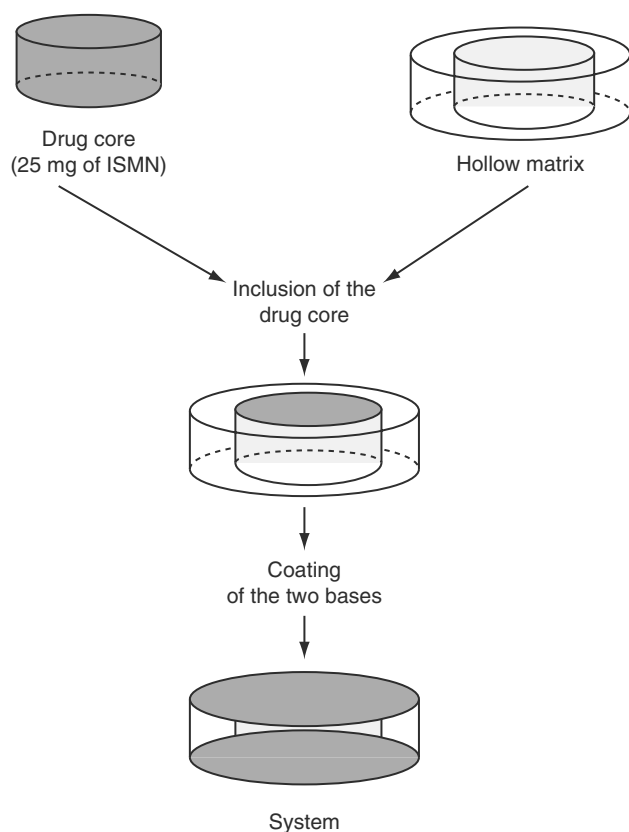 Drug core
(25 mg of ISMN)
Hollow matrix
Inclusion of the
drug core
Coating
of the two bases
System